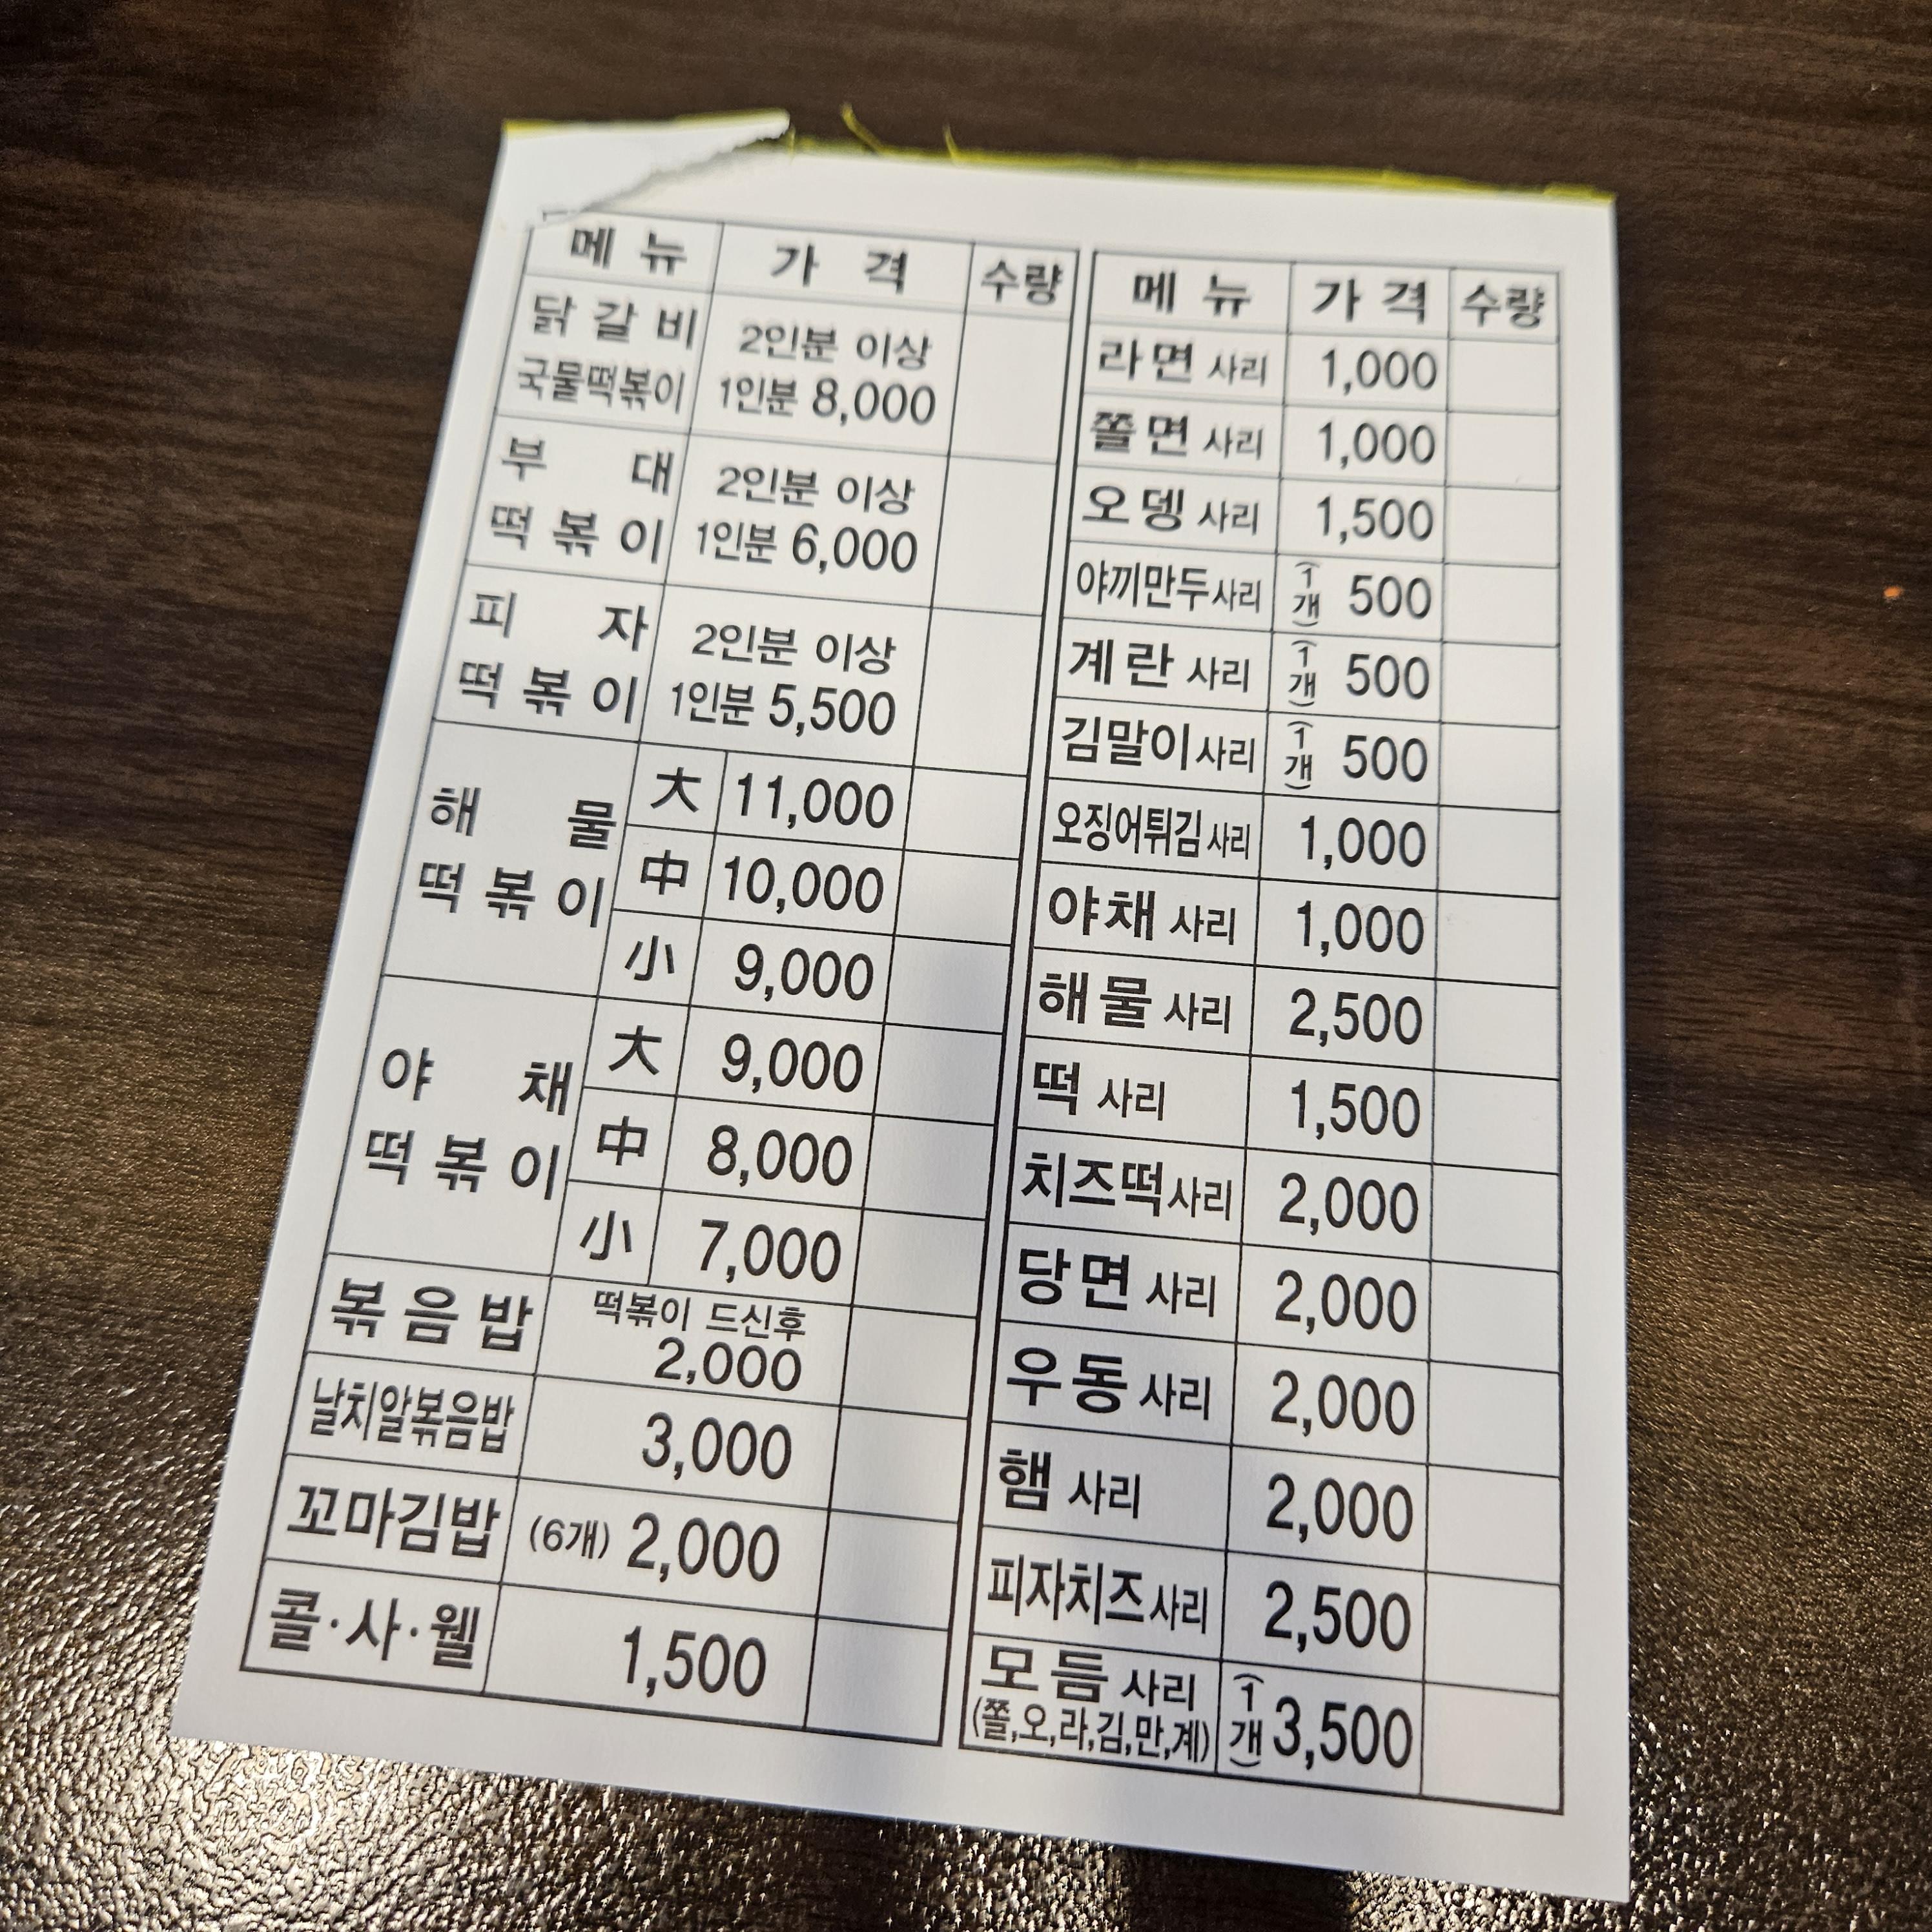 메뉴 가격 수량
닭갈비 국물떡볶이 2인분 이상 1인분 8,000
부대 떡볶이 2인분 이상 1인분 6,000
피자 떡볶이 2인분 이상 1인분 5,500
해물 떡볶이 大 11,000
中 10,000
小 9,000
야채 떡볶이 大 9,000
中 8,000
小 7,000
볶음밥 떡볶이 드신후 2,000
날치알볶음밥 3,000
꼬마김밥 (6개) 2,000
콜·사·웰 1,500
메뉴 가격 수량
라면 사리 1,000
쫄면 사리 1,000
오뎅 사리 1,500
야끼만두사리 (1개) 500
계란 사리 (1개) 500
김말이사리 (1개) 500
오징어튀김사리 1,000
야채 사리 1,000
해물 사리 2,500
떡 사리 1,500
치즈떡사리 2,000
당면 사리 2,000
우동 사리 2,000
햄 사리 2,000
피자치즈사리 2,500
모듬 사리 (쫄,오,라,김,만,계) (1개) 3,500